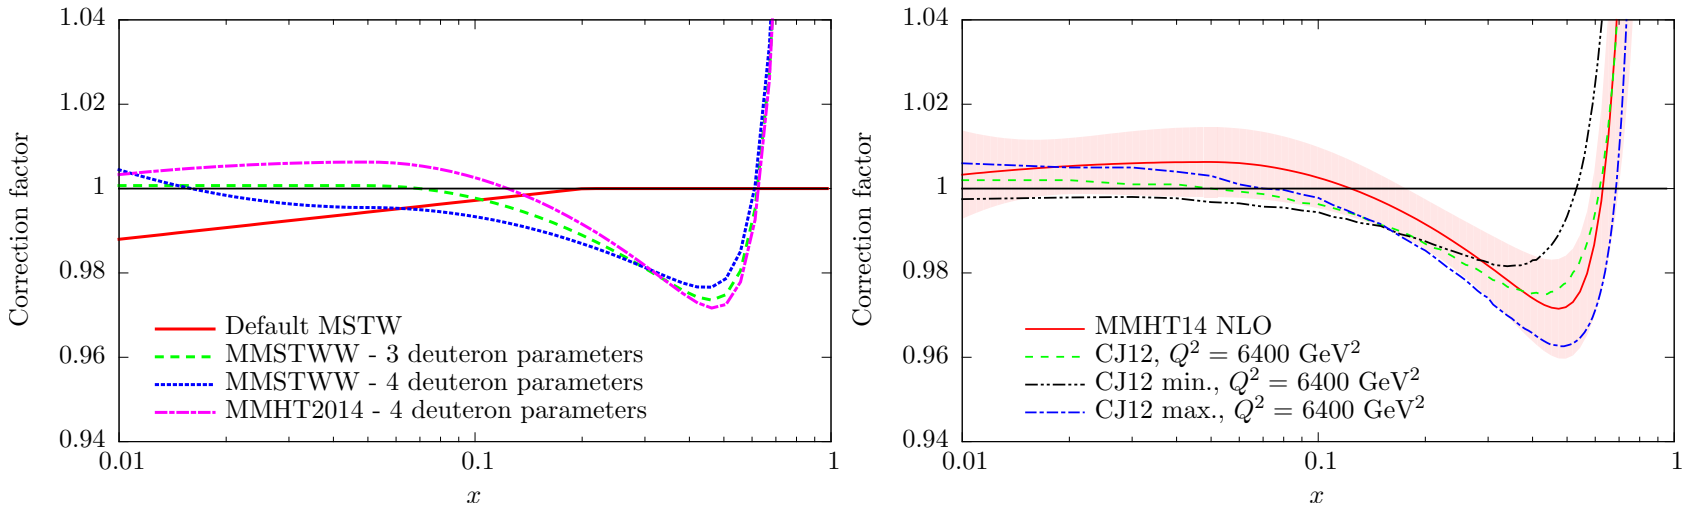 1.04
1.02
1
0.98
0.96
0.94
0.01
0.1
1
Correction factor
x
Default MSTW
MMSTWW - 3 deuteron parameters
MMSTWW - 4 deuteron parameters
MMHT2014 - 4 deuteron parameters
1.04
1.02
1
0.98
0.96
0.94
0.01
0.1
1
Correction factor
x
MMHT14 NLO
CJ12, Q² = 6400 GeV²
CJ12 min., Q² = 6400 GeV²
CJ12 max., Q² = 6400 GeV²